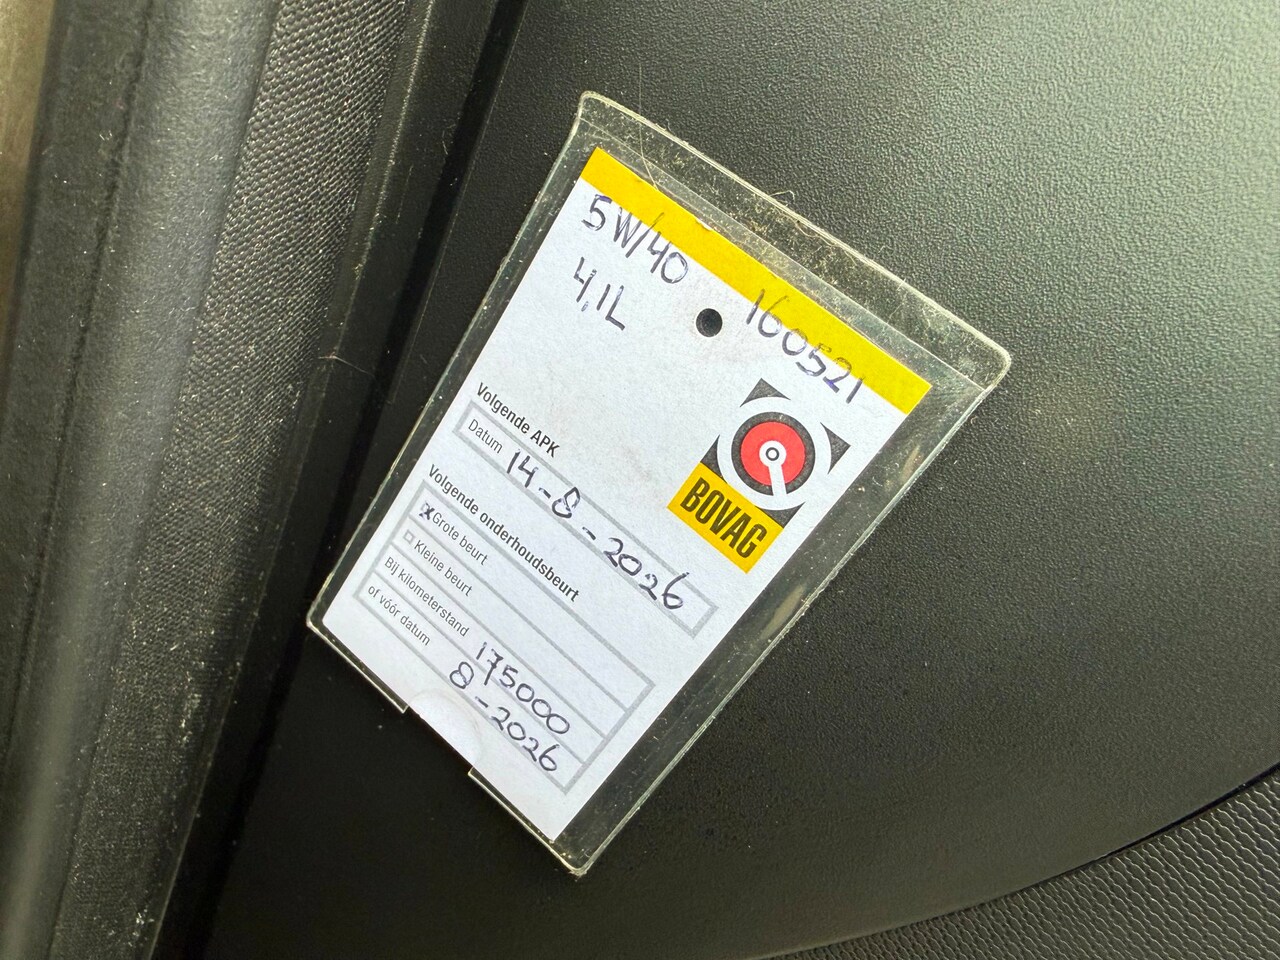 5W/40
160521
4,1L
BOVAG
Volgende APK
Datum 14-8-2026
Volgende onderhoudsbeurt
x Grote beurt
Kleine beurt
Bij kilometerstand 175000
of vóór datum 8-2026